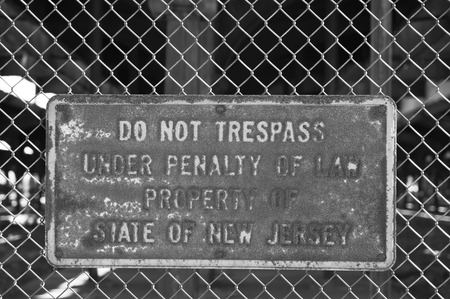 DO NOT TRESPASS
UNDER PENALTY OF LAW
PROPERTY OF
STATE OF NEW JERSEY